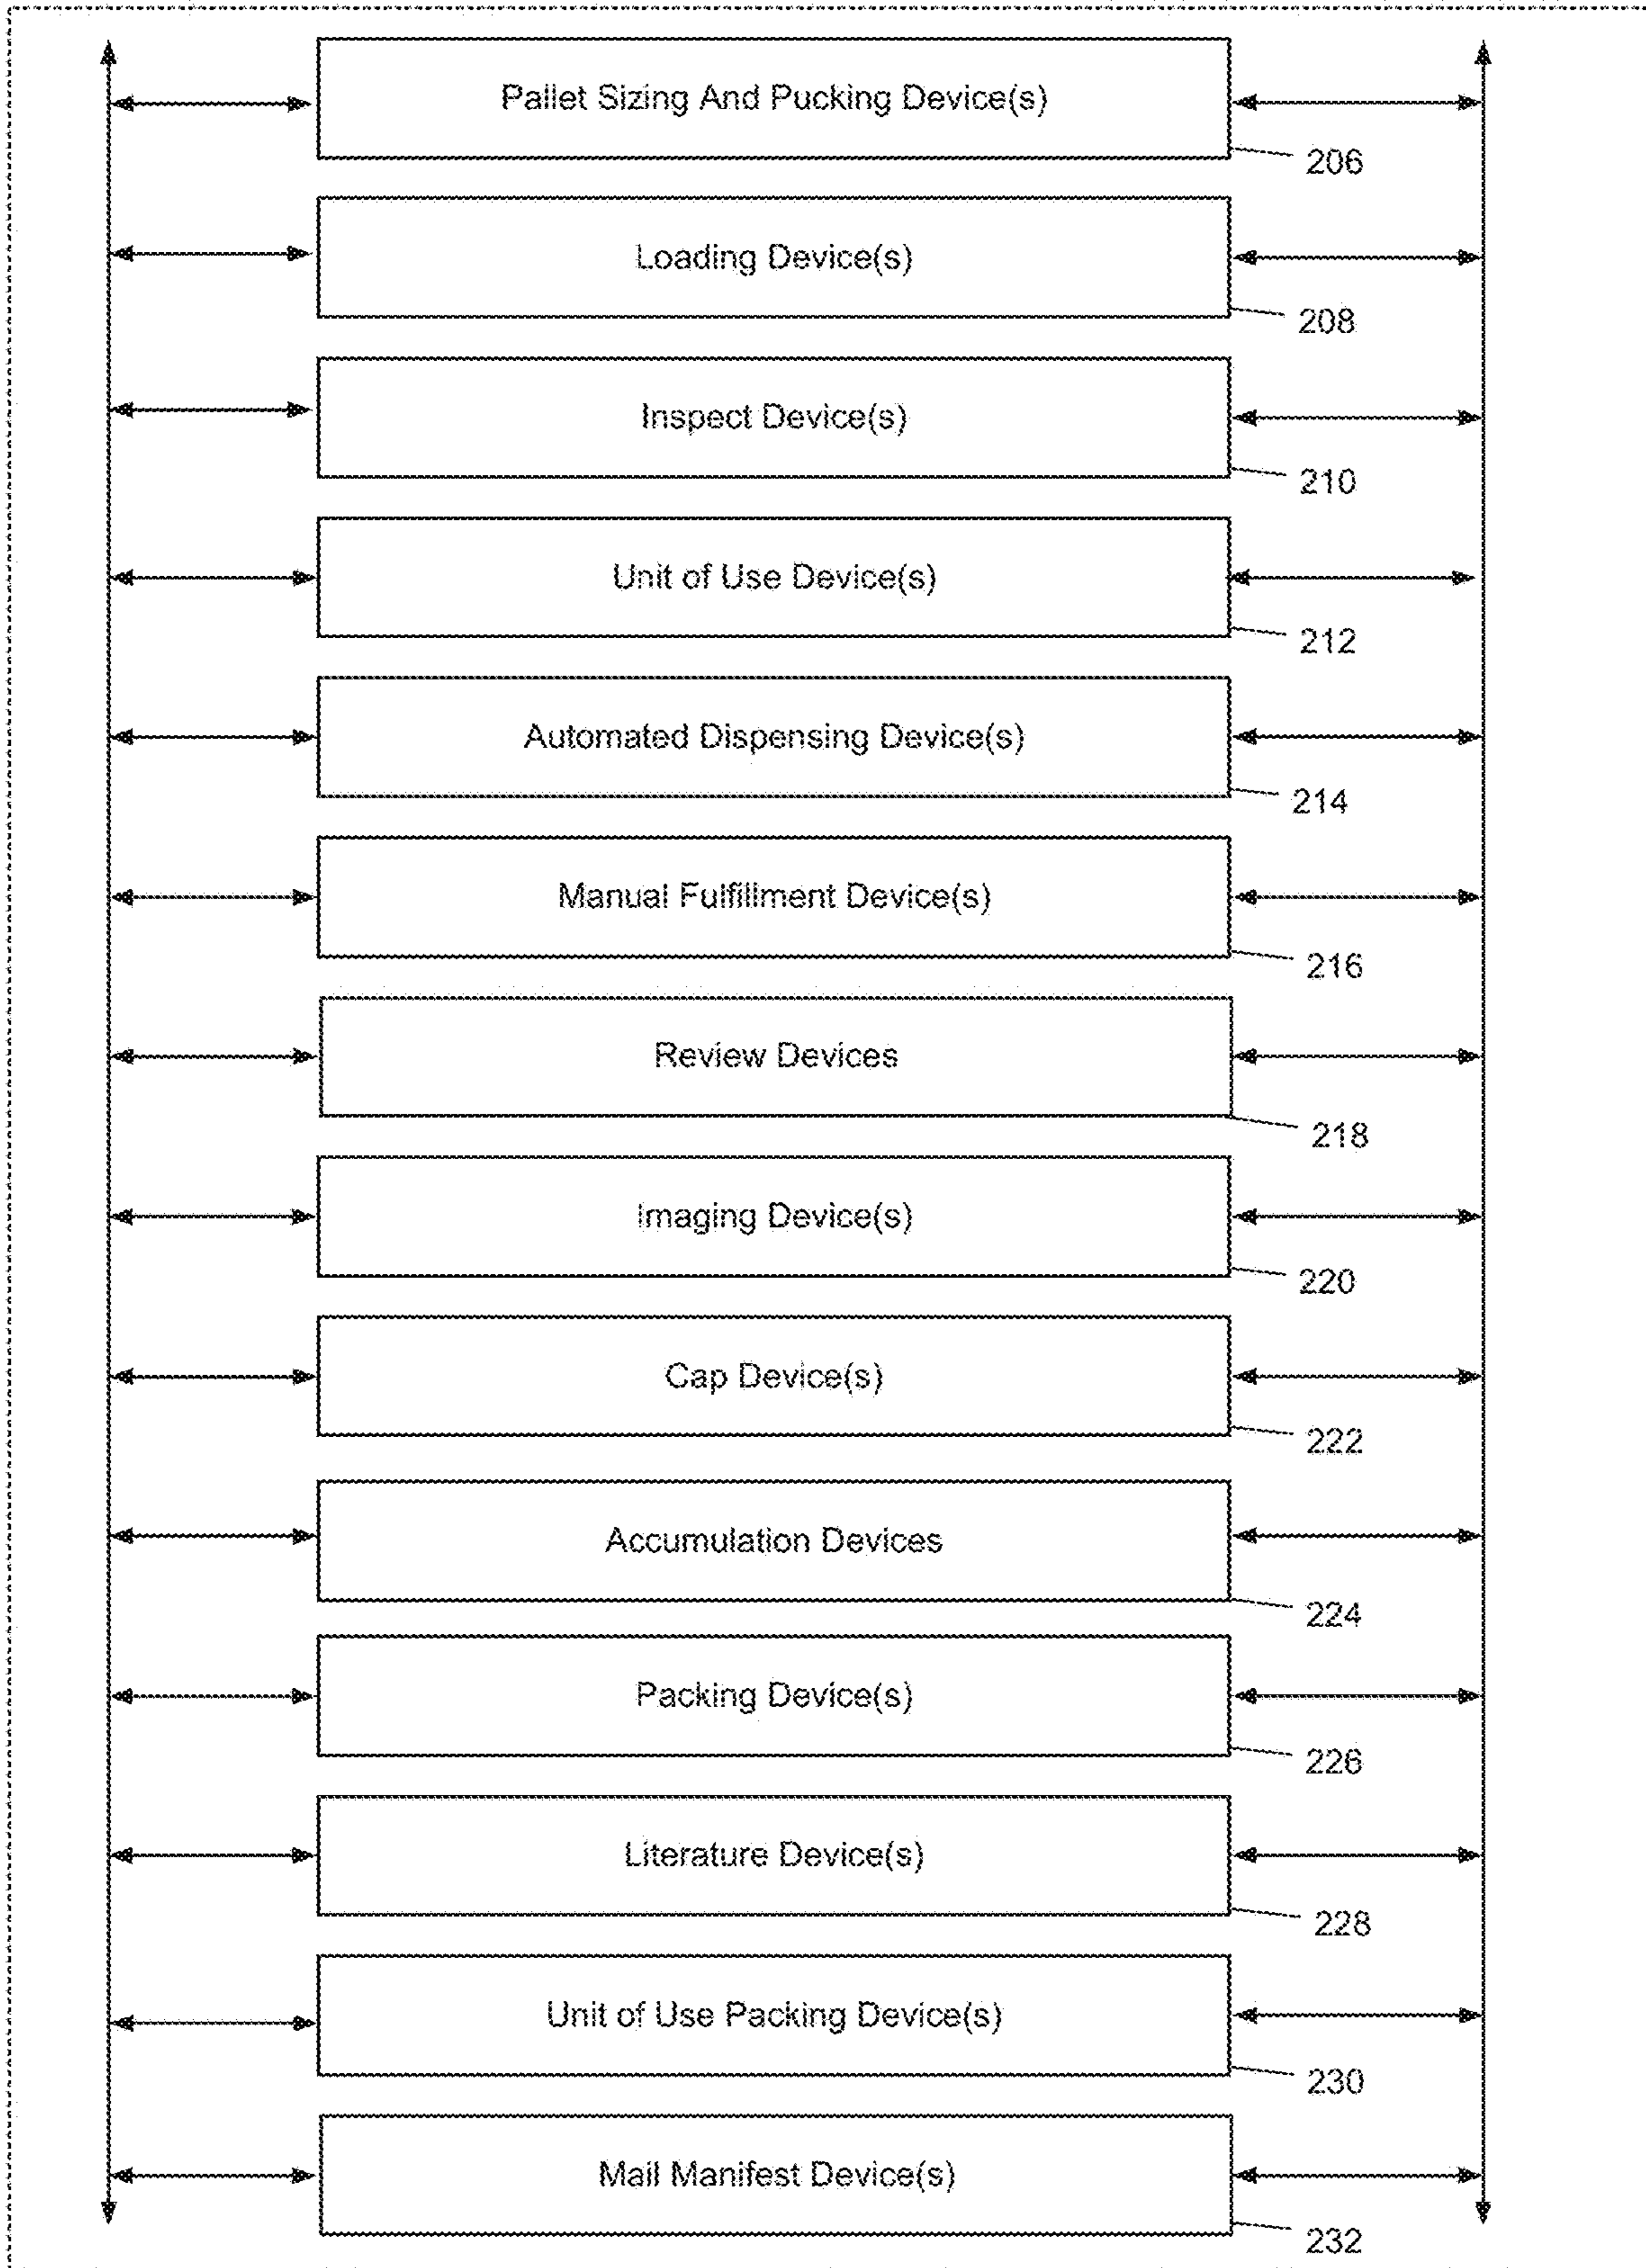 Pallet Sizing And Pucking Device(s)
206
Loading Device(s)
208
Inspect Device(s)
210
Unit of Use Device(s)
212
Automated Dispensing Device(s)
214
Manual Fulfillment Device(s)
216
Review Devices
218
Imaging Device(s)
220
Cap Device(s)
222
Accumulation Devices
224
Packing Device(s)
226
Literature Device(s)
228
Unit of Use Packing Device(s)
230
Mail Manifest Device(s)
232